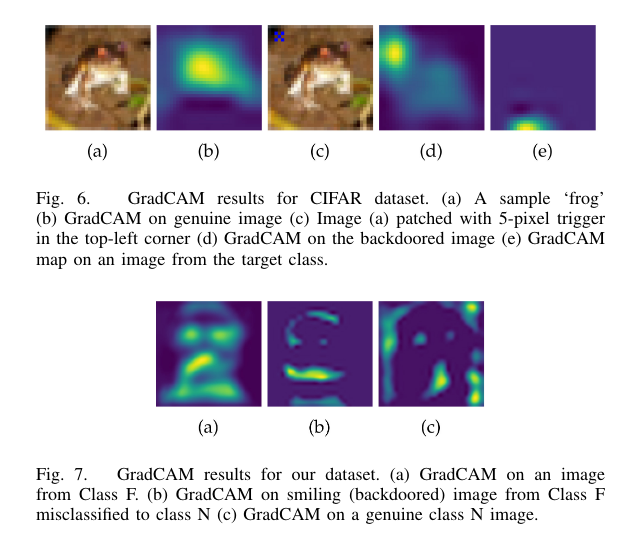 (a) (b) (c) (d) (e)
Fig. 6. GradCAM results for CIFAR dataset. (a) A sample ‘frog’
(b) GradCAM on genuine image (c) Image (a) patched with 5-pixel trigger
in the top-left corner (d) GradCAM on the backdoored image (e) GradCAM
map on an image from the target class.
(a) (b) (c)
Fig. 7. GradCAM results for our dataset. (a) GradCAM on an image
from Class F. (b) GradCAM on smiling (backdoored) image from Class F
misclassified to class N (c) GradCAM on a genuine class N image.